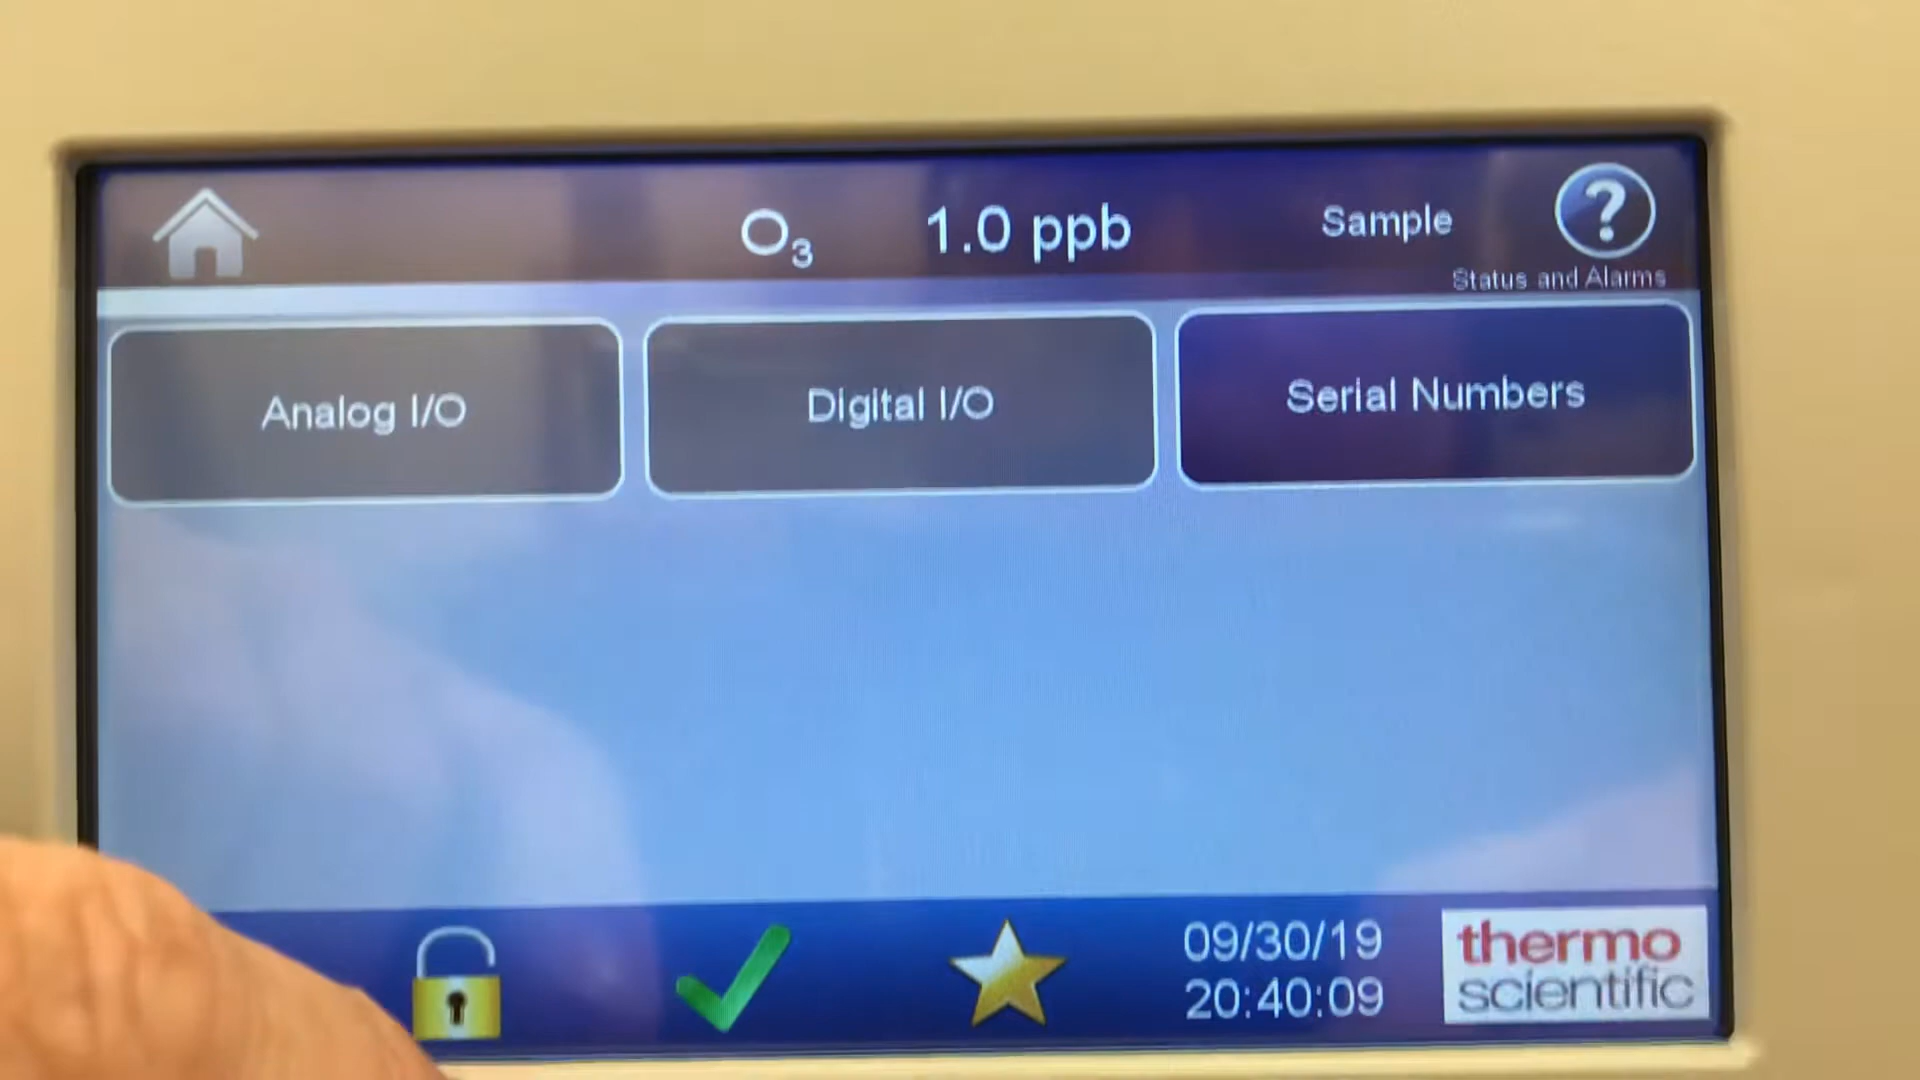 O3 1.0 ppb Sample ?
Status and Alarms
Analog I/O Digital I/O Serial Numbers
09/30/19
20:40:09
thermo
scientific